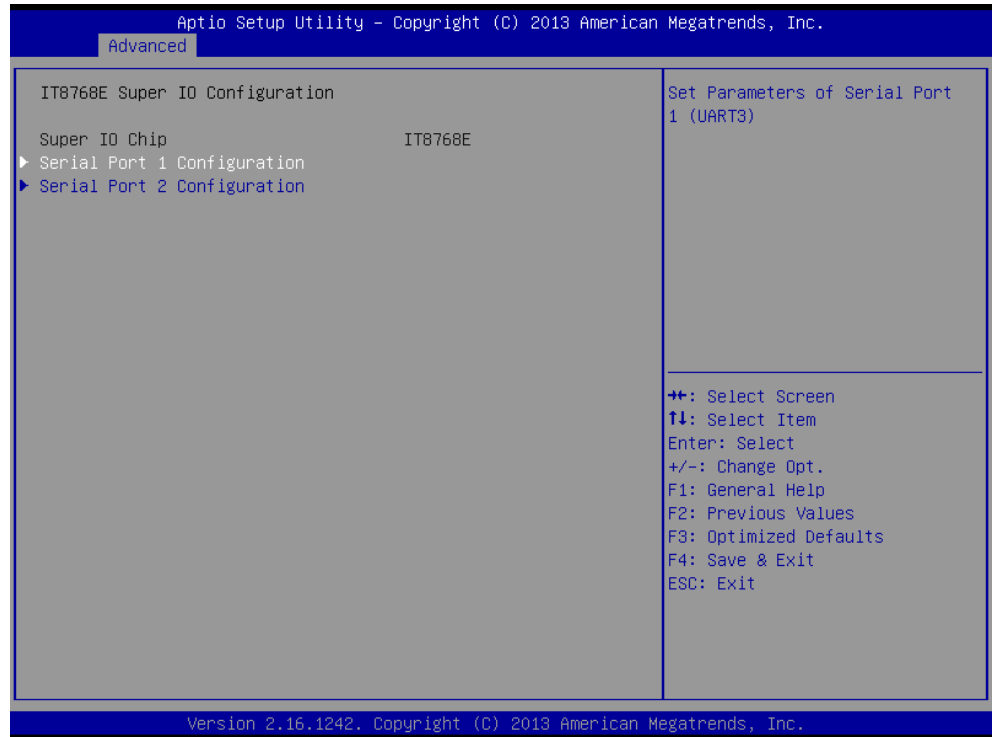 Aptio Setup Utility – Copyright (C) 2013 American Megatrends, Inc.
Advanced
IT8768E Super IO Configuration
Super IO Chip IT8768E
▶ Serial Port 1 Configuration
▶ Serial Port 2 Configuration
Set Parameters of Serial Port
1 (UART3)
→←: Select Screen
↑↓: Select Item
Enter: Select
+/-: Change Opt.
F1: General Help
F2: Previous Values
F3: Optimized Defaults
F4: Save & Exit
ESC: Exit
Version 2.16.1242. Copyright (C) 2013 American Megatrends, Inc.